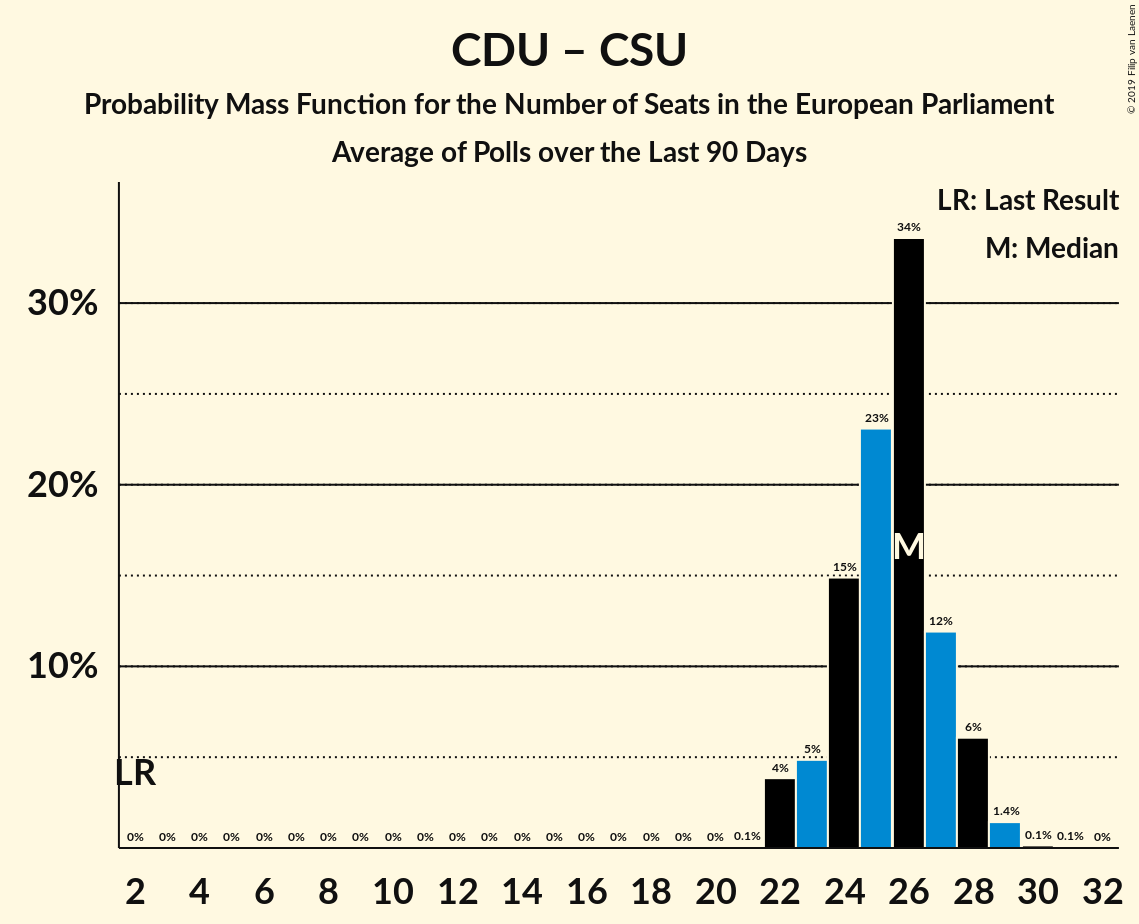 CDU – CSU
Probability Mass Function for the Number of Seats in the European Parliament
Average of Polls over the Last 90 Days
© 2019 Filip van Laenen
LR: Last Result
M: Median
34%
30%
23%
20%
M
15%
12%
10%
6%
5%
LR
4%
1.4%
0% 0% 0% 0% 0% 0% 0% 0% 0% 0% 0% 0% 0% 0% 0% 0% 0% 0% 0% 0.1% 0.1% 0.1% 0%
2 4 6 8 10 12 14 16 18 20 22 24 26 28 30 32